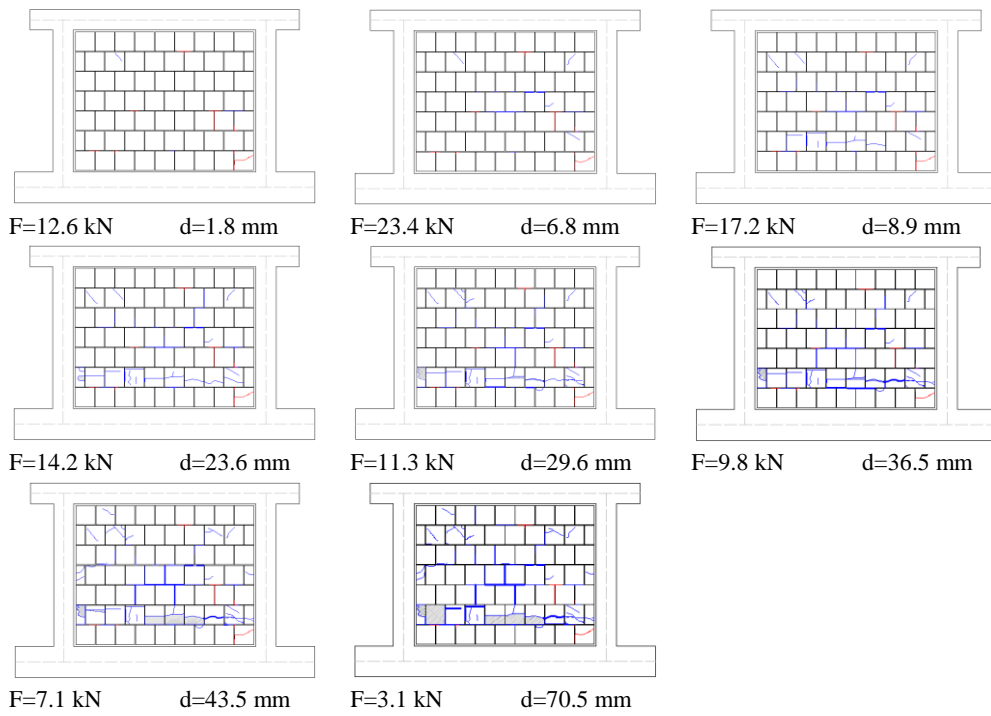 F=12.6 kN d=1.8 mm F=23.4 kN d=6.8 mm F=17.2 kN d=8.9 mm
F=14.2 kN d=23.6 mm F=11.3 kN d=29.6 mm F=9.8 kN d=36.5 mm
F=7.1 kN d=43.5 mm F=3.1 kN d=70.5 mm